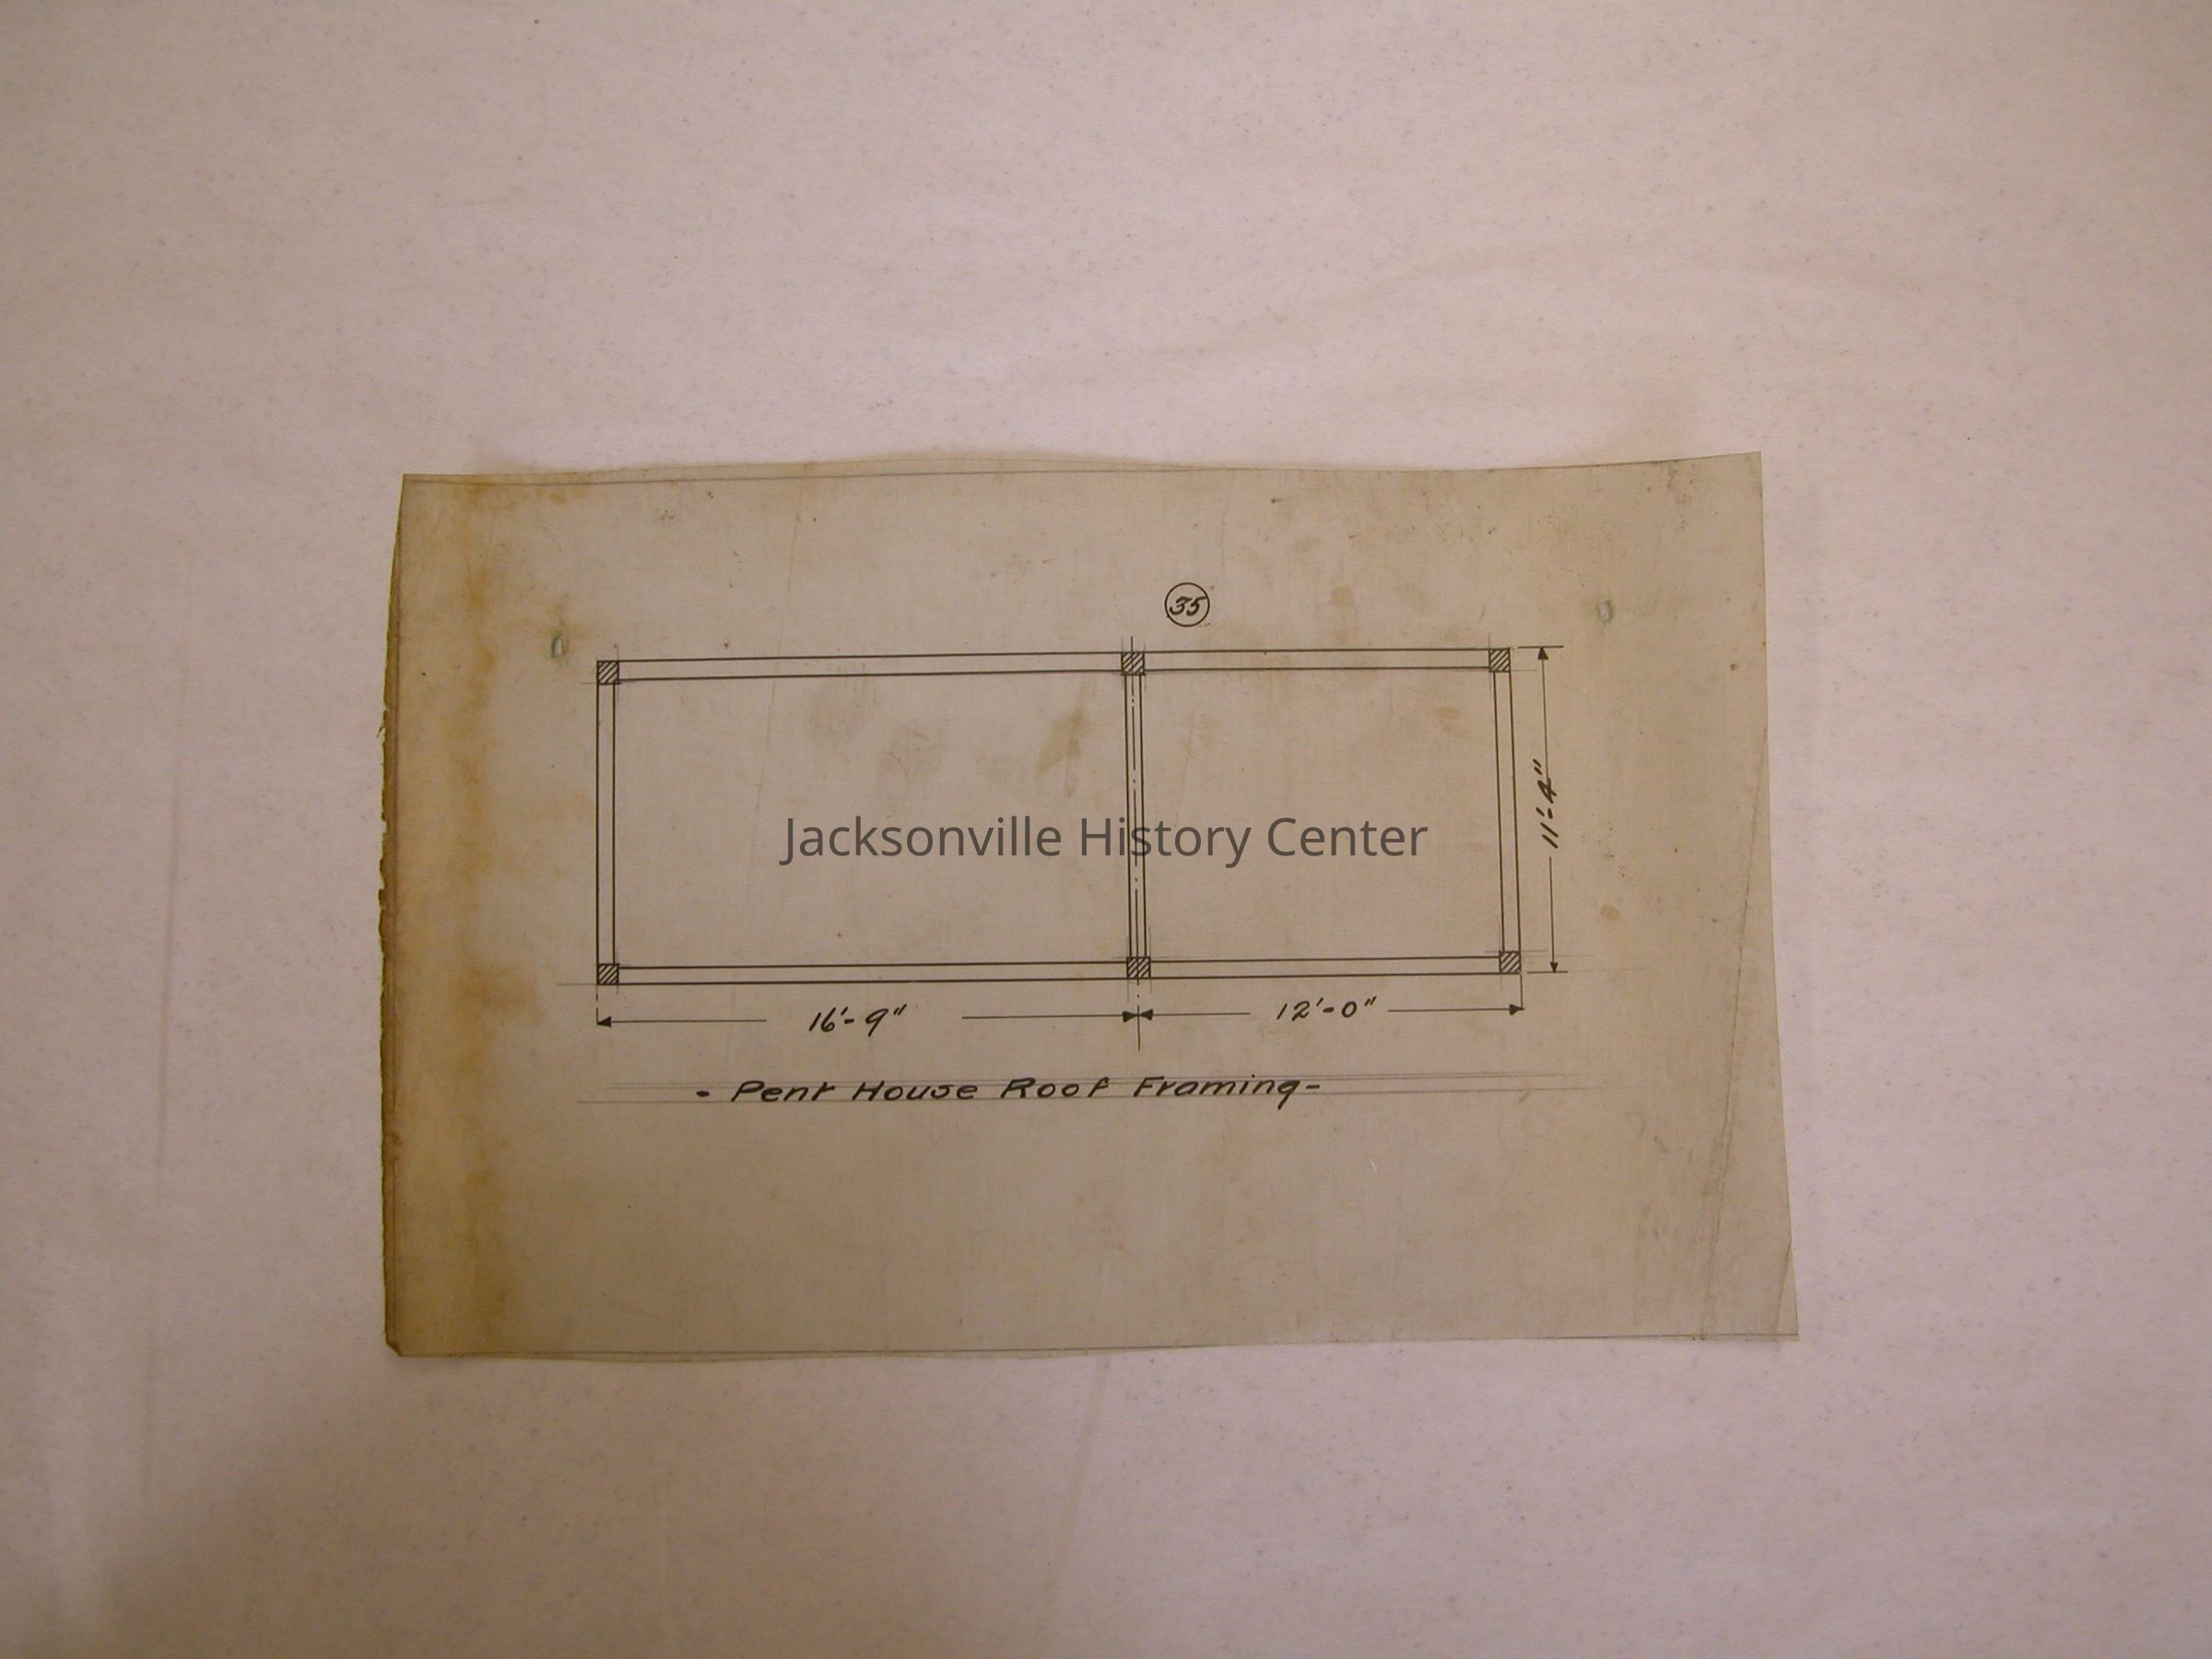 35
11'-4"
Jacksonville History Center
16'-9"
12'-0"
- Pent House Roof Framing-